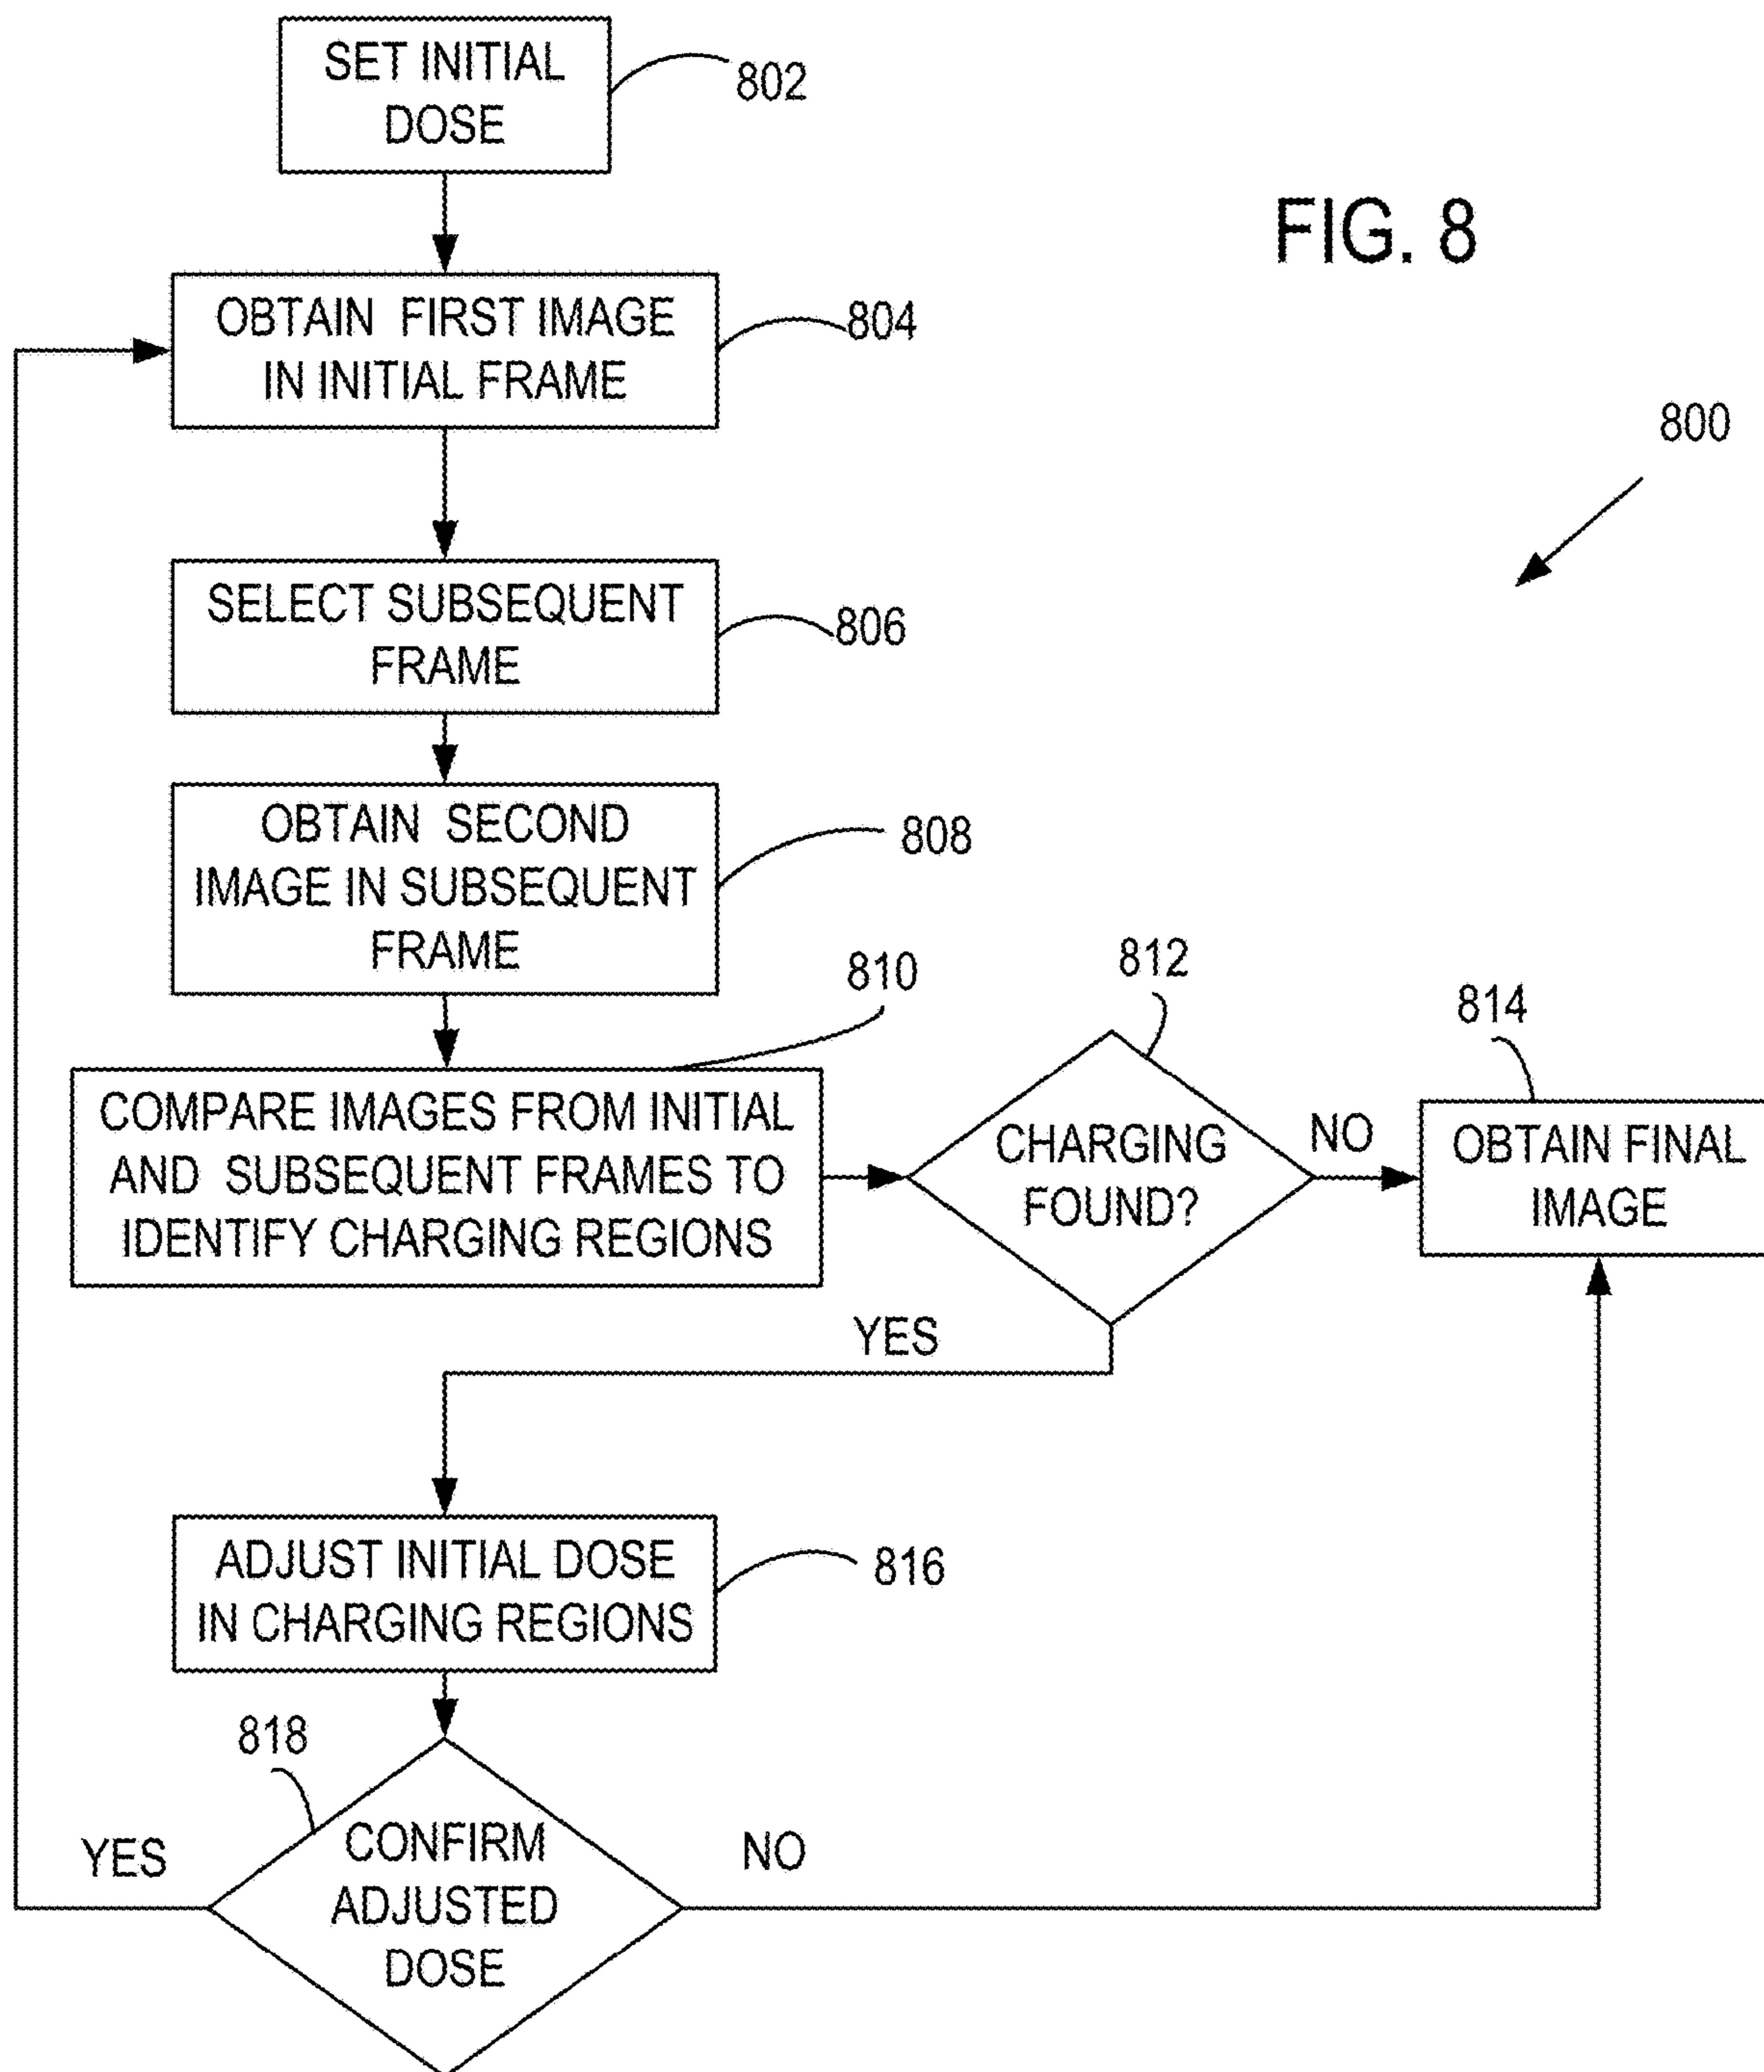 SET INITIAL
DOSE
802
FIG. 8
OBTAIN FIRST IMAGE
IN INITIAL FRAME
804
800
SELECT SUBSEQUENT
FRAME
806
OBTAIN SECOND
IMAGE IN SUBSEQUENT
FRAME
808
810
COMPARE IMAGES FROM INITIAL
AND SUBSEQUENT FRAMES TO
IDENTIFY CHARGING REGIONS
812
CHARGING
FOUND?
NO
814
OBTAIN FINAL
IMAGE
YES
ADJUST INITIAL DOSE
IN CHARGING REGIONS
816
818
CONFIRM
ADJUSTED
DOSE
YES
NO